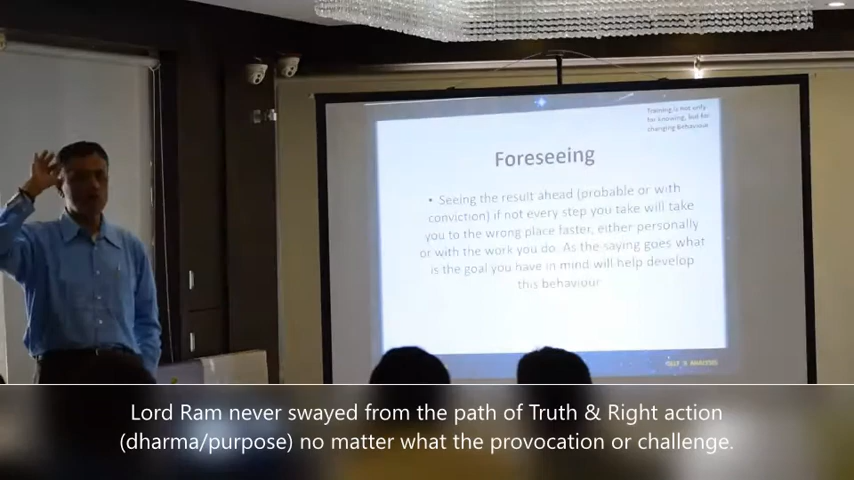 Training is not only
for knowing, but for
changing Behaviour
Foreseeing
• Seeing the result ahead (probable or with
conviction) if not every step you take will take
you to the wrong place faster, either personally
or with the work you do. As the saying goes what
is the goal you have in mind will help develop
this behaviour
SELF'S ANALYSIS
Lord Ram never swayed from the path of Truth & Right action
(dharma/purpose) no matter what the provocation or challenge.